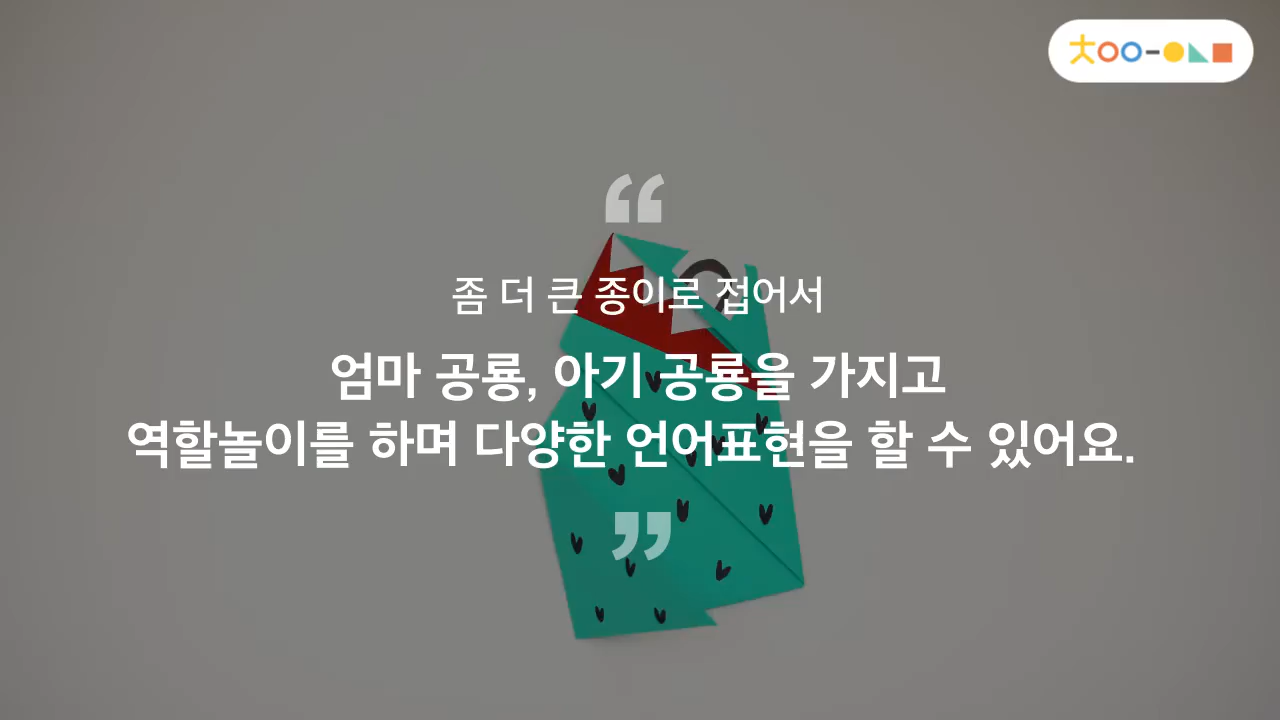 좀 더 큰 종이로 접어서
엄마 공룡, 아기 공룡을 가지고
역할놀이를 하며 다양한 언어표현을 할 수 있어요.